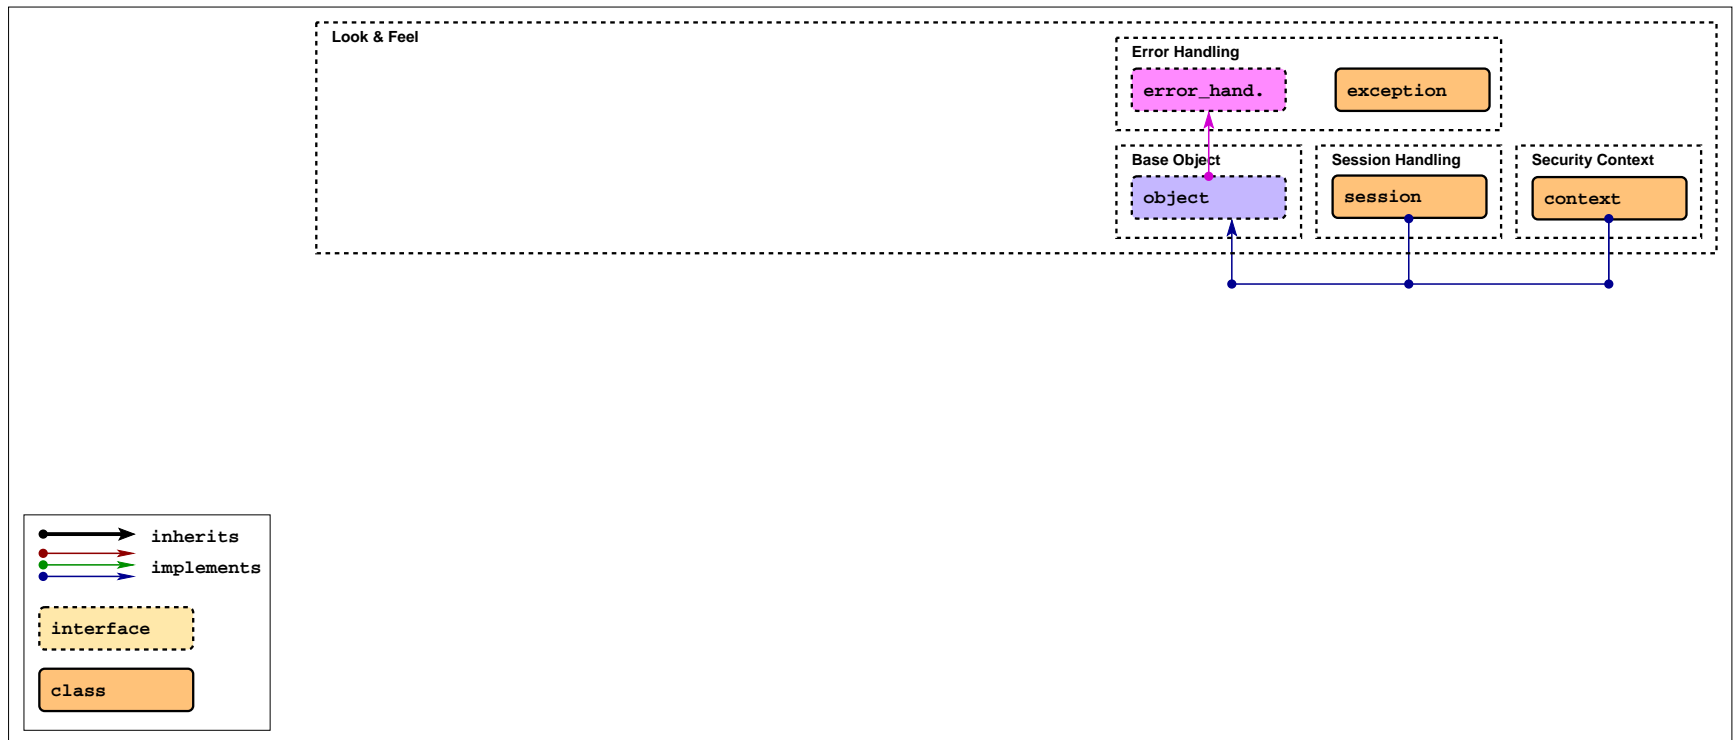 Look & Feel
Error Handling
error_hand.
exception
Base Object
Session Handling
Security Context
object
session
context
inherits
implements
interface
class